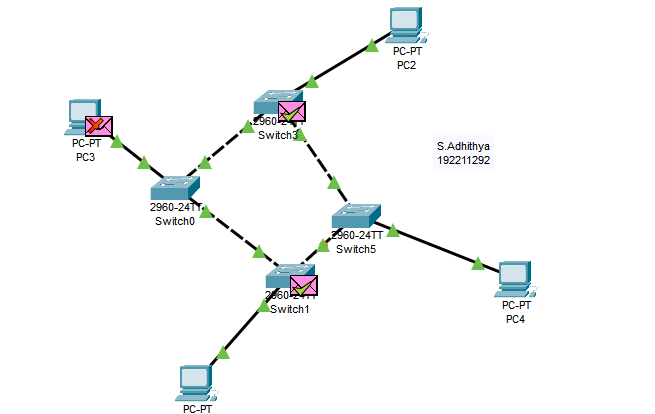 PC-PT
PC2
2960-24TT
Switch3
S.Adhithya
192211292
PC-PT
PC3
2960-24TT
Switch0
2960-24TT
Switch5
2960-24TT
Switch1
PC-PT
PC4
PC-PT